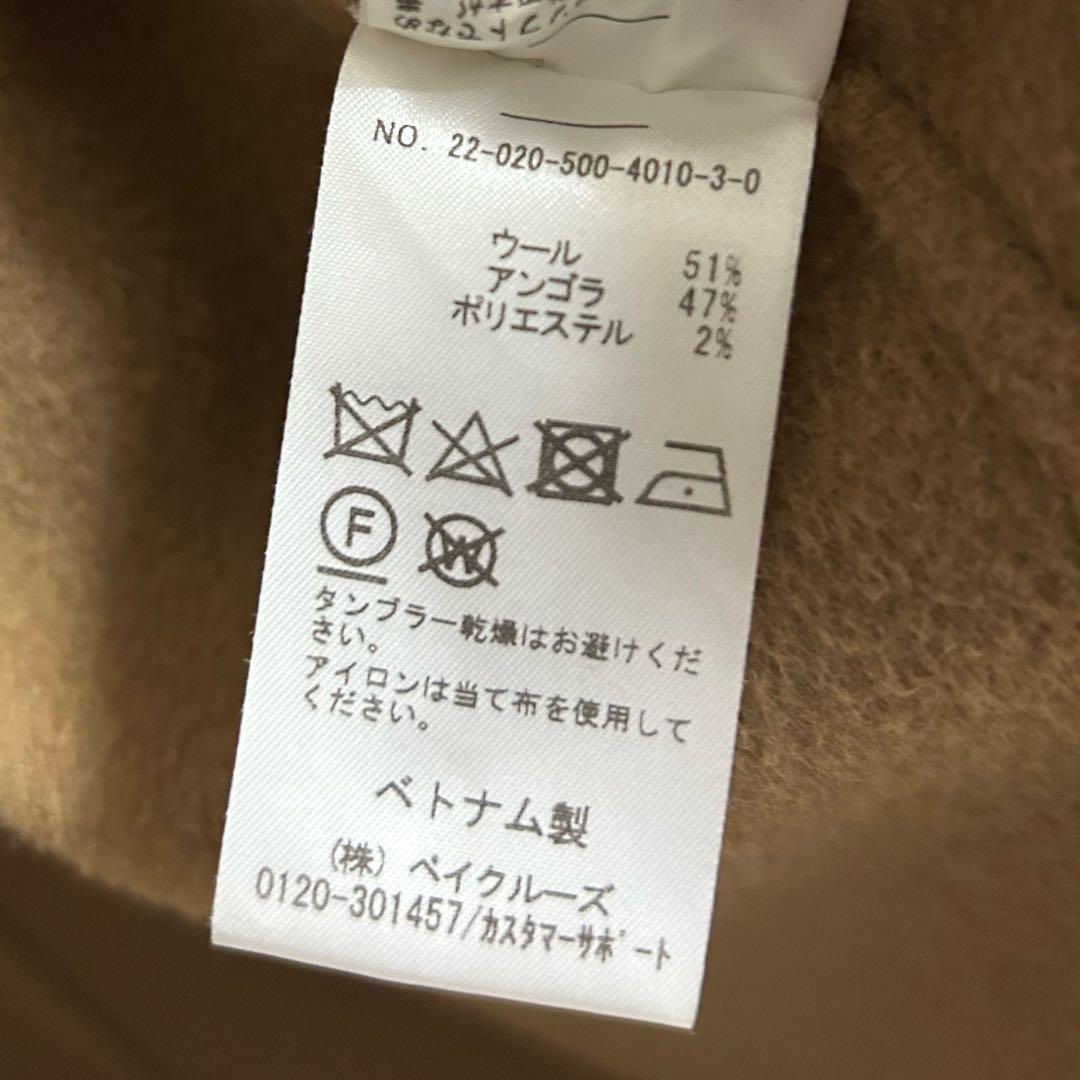 NO. 22-020-500-4010-3-0
ウール 51%
アンゴラ 47%
ポリエステル 2%
F W
タンブラー乾燥はお避けくだ
さい。
アイロンは当て布を使用して
ください。
ベトナム製
(株) ベイクルーズ
0120-301457/カスタマーサポート